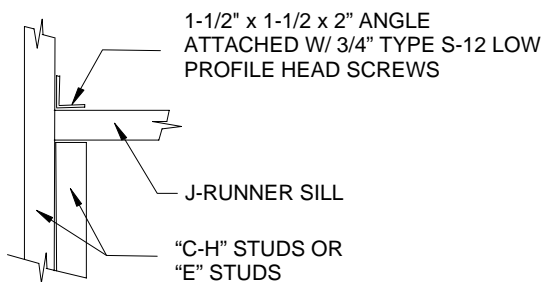 1-1/2" x 1-1/2 x 2” ANGLE
ATTACHED W/ 3/4” TYPE S-12 LOW
PROFILE HEAD SCREWS
J-RUNNER SILL
“C-H” STUDS OR
“E” STUDS